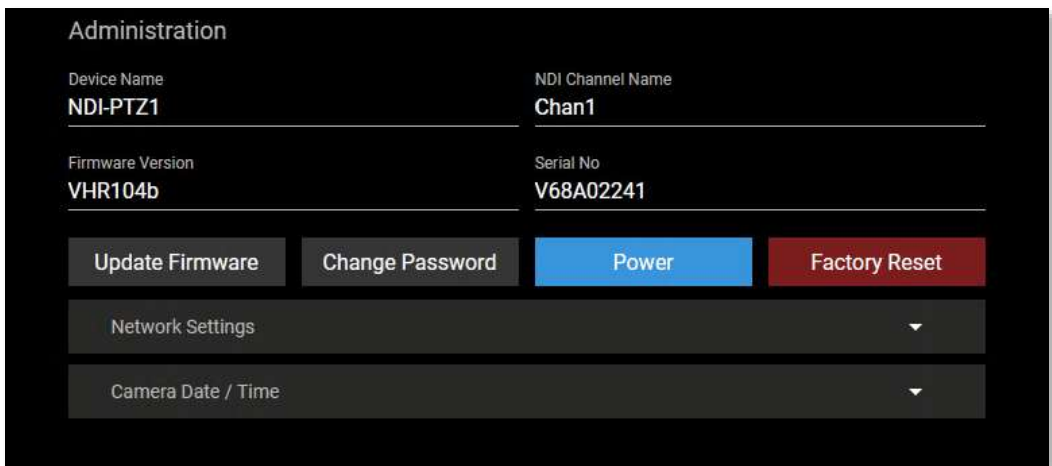 Administration
Device Name
NDI Channel Name
NDI-PTZ1
Chan1
Firmware Version
Serial No
VHR104b
V68A02241
Update Firmware
Change Password
Power
Factory Reset
Network Settings
Camera Date / Time